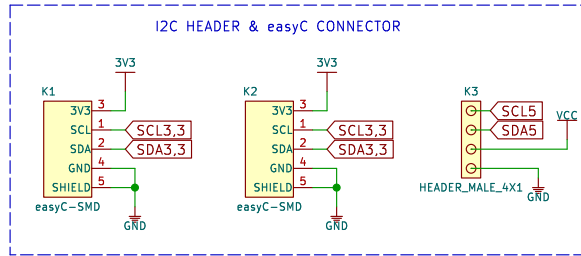 I2C HEADER & easyC CONNECTOR
3V3
3V3
K1
K2
K3
3V3 3
SCL 1 SCL3,3
SDA 2 SDA3,3
GND 4
SHIELD 5
easyC-SMD
GND
3V3 3
SCL 1 SCL3,3
SDA 2 SDA3,3
GND 4
SHIELD 5
easyC-SMD
GND
SCL5
SDA5
VCC
HEADER_MALE_4X1
GND